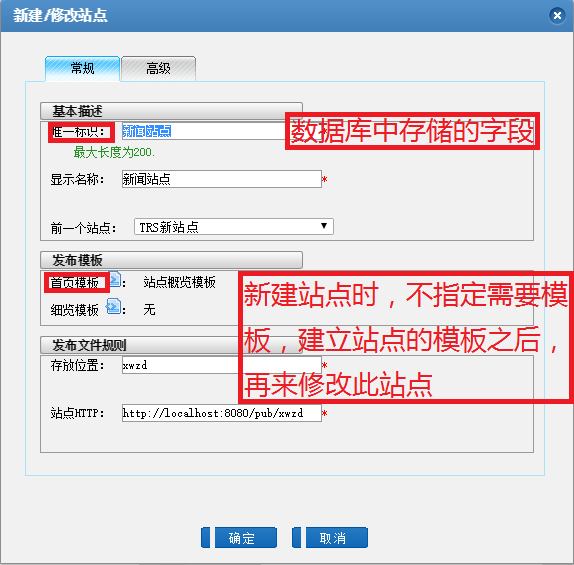 新建/修改站点
常规 高级
基本描述
唯一标识： 新闻站点
数据库中存储的字段
最大长度为200.
显示名称： 新闻站点 *
前一个站点： TRS新站点
发布模板
首页模板 ： 站点概览模板
细览模板 ： 无
新建站点时，不指定需要模
板，建立站点的模板之后，
再来修改此站点
发布文件规则
存放位置： xwzd *
站点HTTP： http://localhost:8080/pub/xwzd *
确定 取消